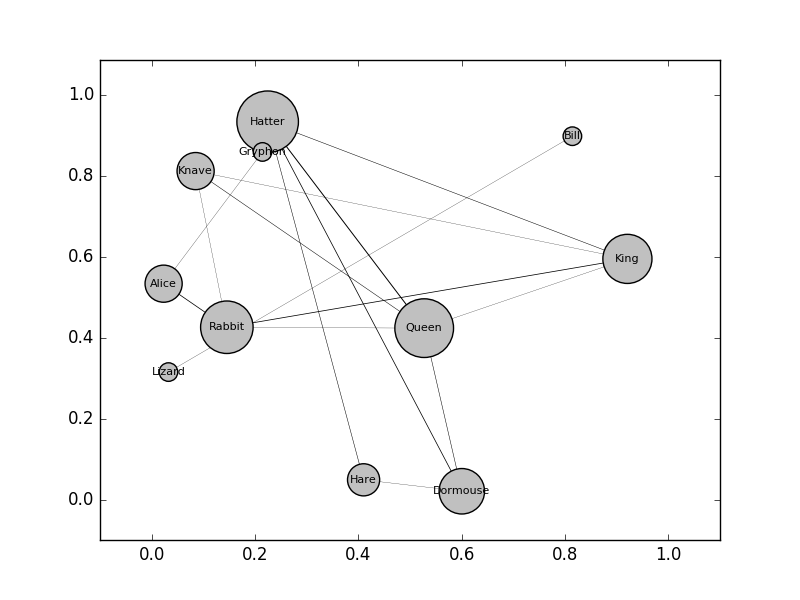 1.0
Hatter
Bill
Gryphon
0.8
Knave
0.6
King
Alice
0.4
Rabbit
Queen
Lizard
0.2
Hare
Dormouse
0.0
0.0 0.2 0.4 0.6 0.8 1.0